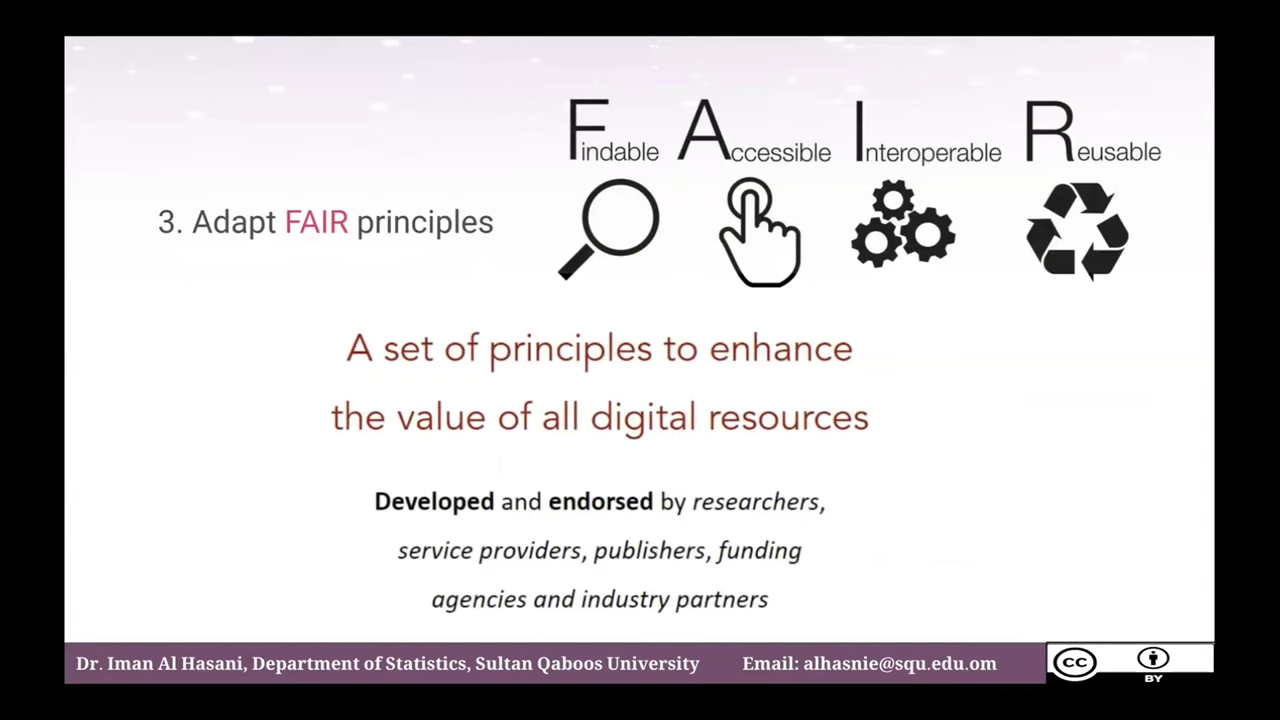 Findable Accessible Interoperable Reusable
3. Adapt FAIR principles
A set of principles to enhance
the value of all digital resources
Developed and endorsed by researchers,
service providers, publishers, funding
agencies and industry partners
Dr. Iman Al Hasani, Department of Statistics, Sultan Qaboos University Email: alhasnie@squ.edu.om
cc
BY